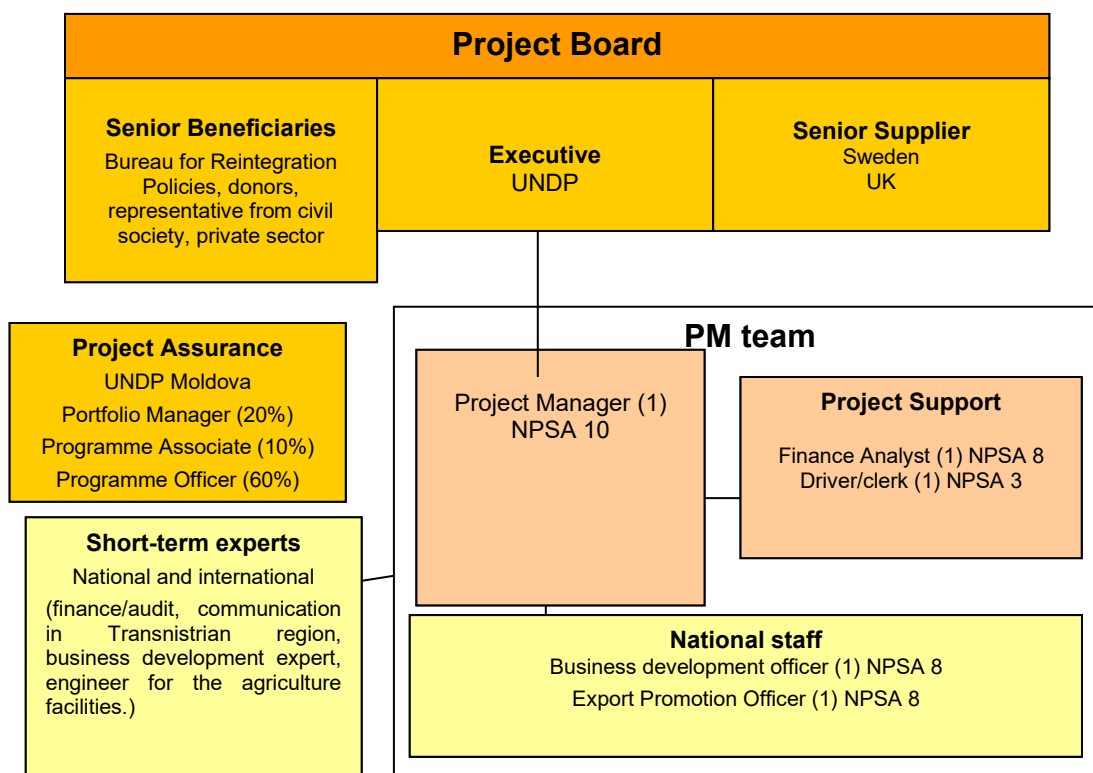 Project Board
Senior Beneficiaries
Bureau for Reintegration
Policies, donors,
representative from civil
society, private sector
Executive
UNDP
Senior Supplier
Sweden
UK
Project Assurance
UNDP Moldova
Portfolio Manager (20%)
Programme Associate (10%)
Programme Officer (60%)
PM team
Project Manager (1)
NPSA 10
Project Support
Finance Analyst (1) NPSA 8
Driver/clerk (1) NPSA 3
Short-term experts
National and international
(finance/audit, communication
in Transnistrian region,
business development expert,
engineer for the agriculture
facilities.)
National staff
Business development officer (1) NPSA 8
Export Promotion Officer (1) NPSA 8